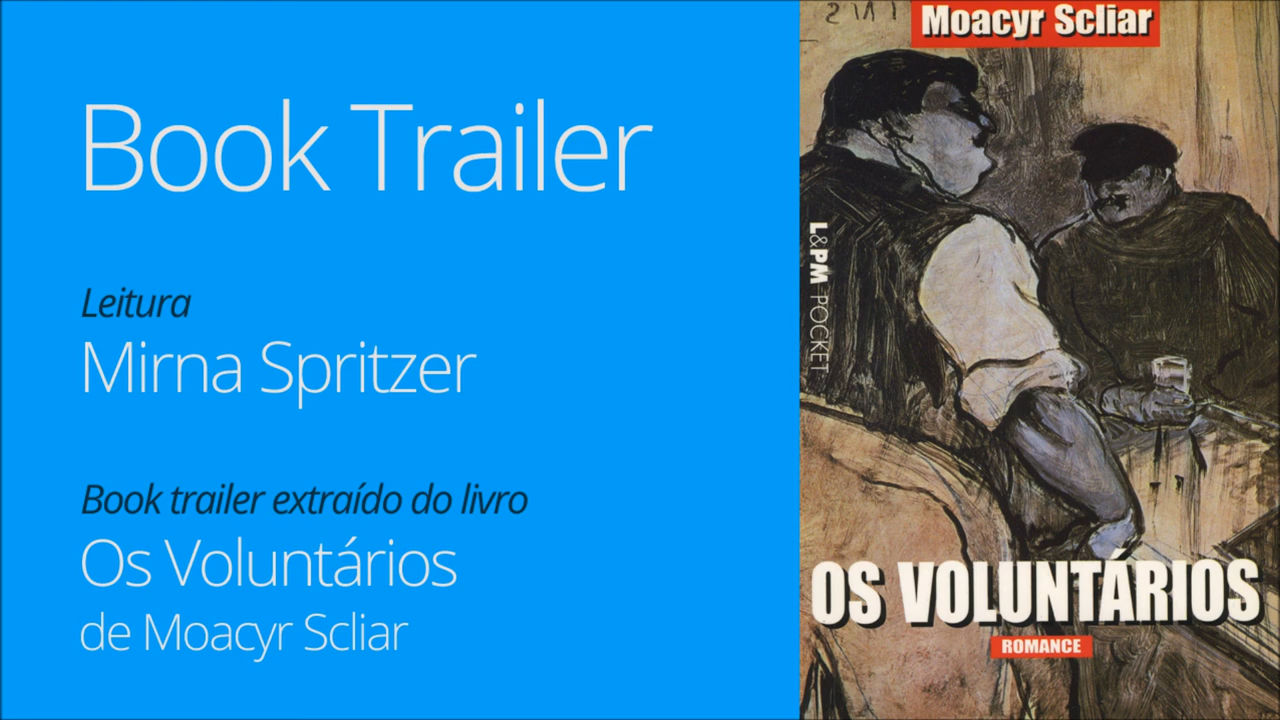 Book Trailer
Leitura
Mirna Spritzer
Book trailer extraído do livro
Os Voluntários
de Moacyr Scliar
Moacyr Scliar
L&PM POCKET
OS VOLUNTÁRIOS
ROMANCE